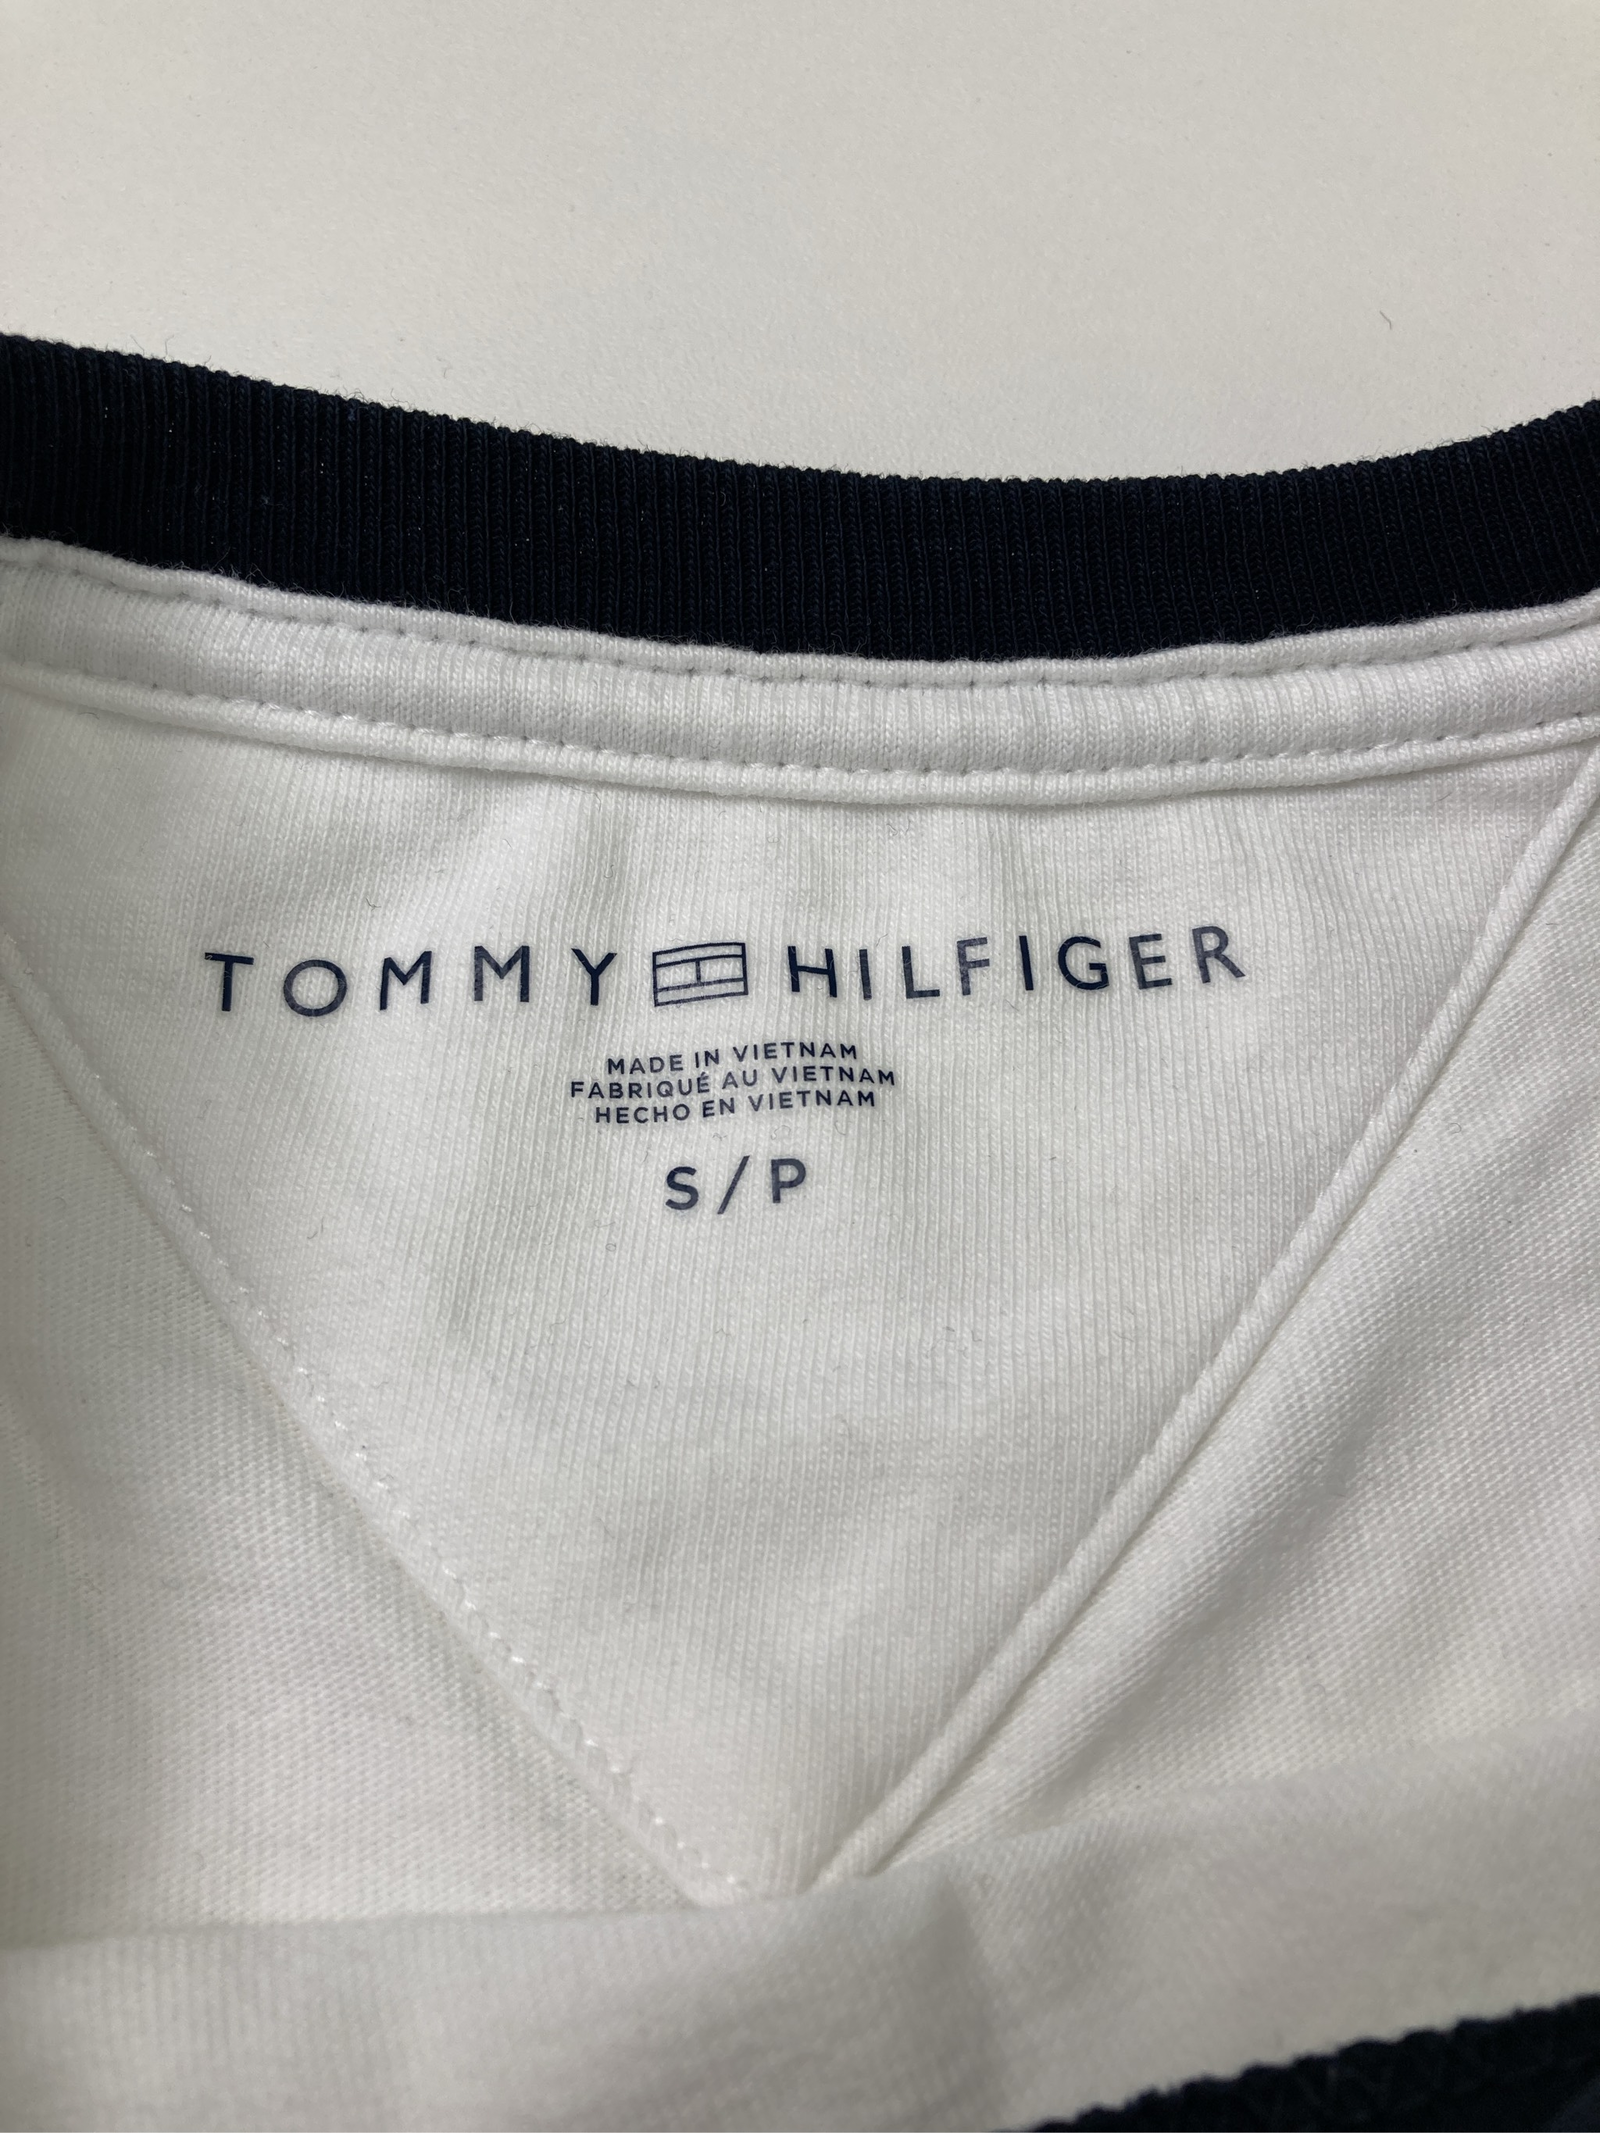 TOMMY HILFIGER
MADE IN VIETNAM
FABRIQUÉ AU VIETNAM
HECHO EN VIETNAM
S/P